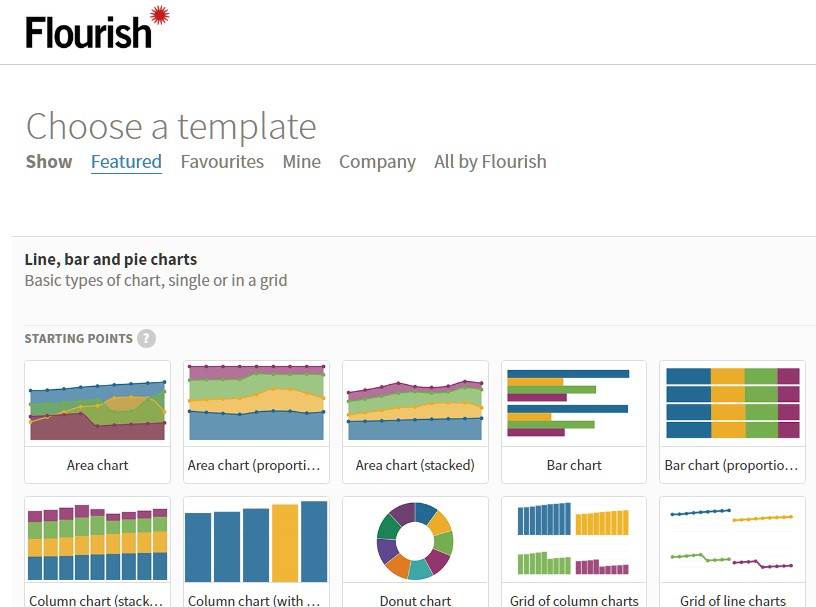 Flourish
Choose a template
Show Featured Favourites Mine Company All by Flourish
Line, bar and pie charts
Basic types of chart, single or in a grid
STARTING POINTS ?
Area chart
Area chart (proporti…
Area chart (stacked)
Bar chart
Bar chart (proportio…
Column chart (stack…
Column chart (with …
Donut chart
Grid of column charts
Grid of line charts